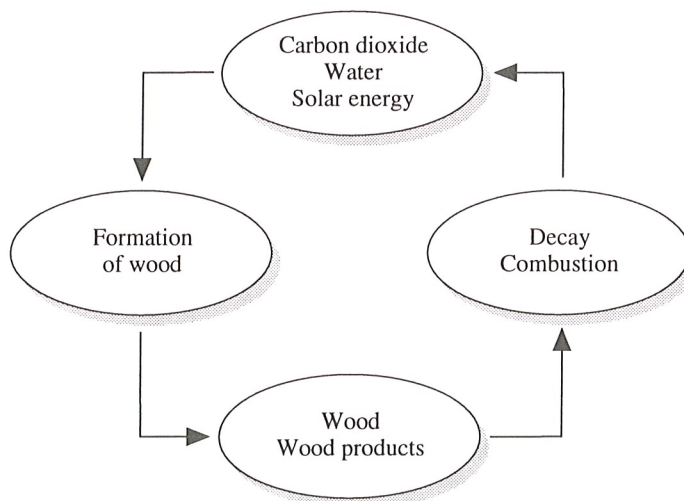 Carbon dioxide
Water
Solar energy
Formation
of wood
Decay
Combustion
Wood
Wood products